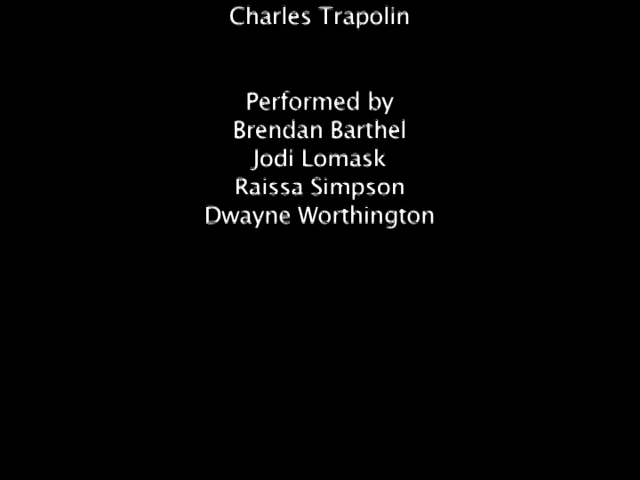 Charles Trapolin
Performed by
Brendan Barthel
Jodi Lomask
Raissa Simpson
Dwayne Worthington